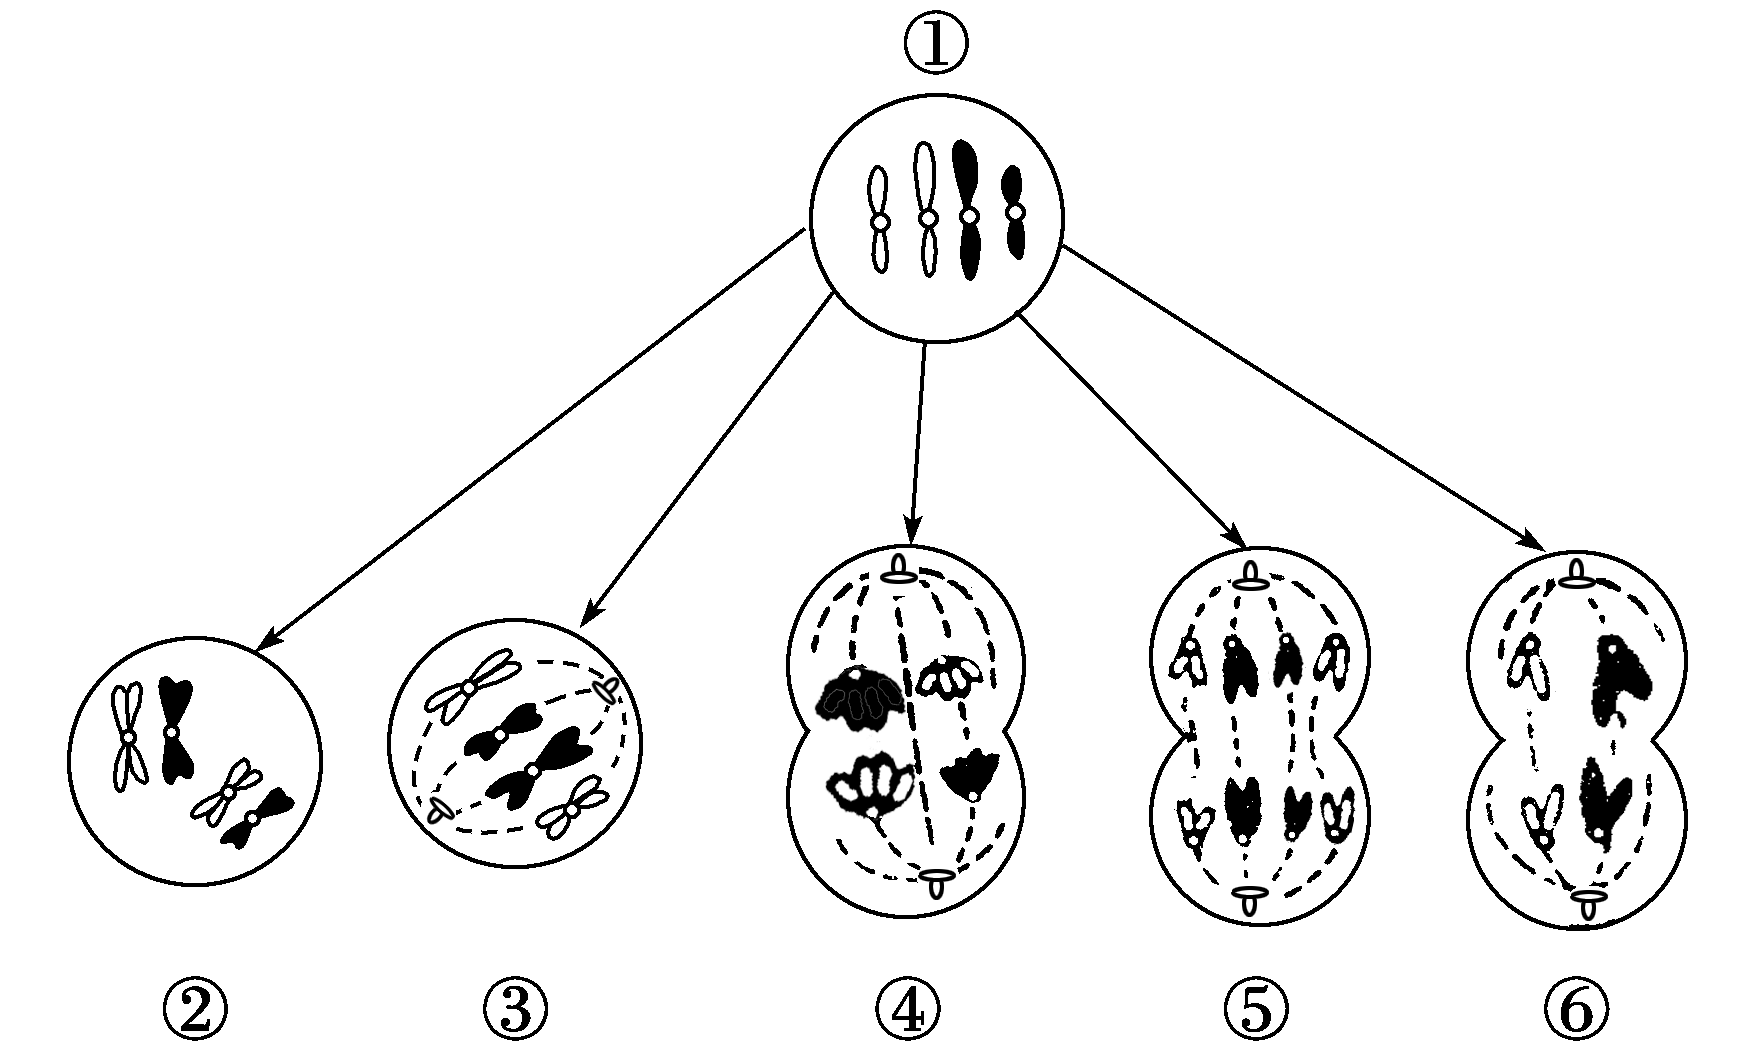 ①
② ③ ④ ⑤ ⑥